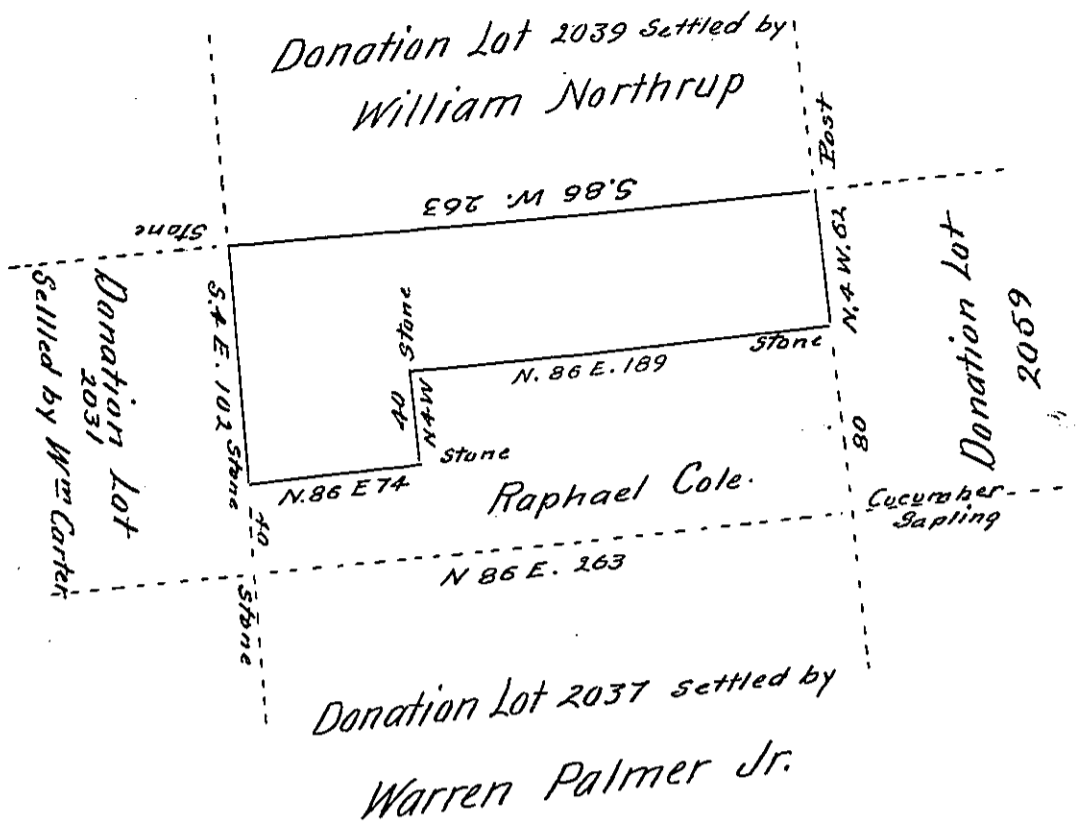 Donation Lot 2039 Settled by
William Northrup
Post
S.86 W. 263
Stone
N.4 W.62
S.4 E. 102
Stone
Stone
N. 86 E. 189
Stone
40
N4W
Stone
N.86 E 74
Raphael Cole.
80
40
Cucumber
Sapling
N 86 E. 263
Stone
Donation Lot
2031
Settled by Wm Carter
Donation Lot
2059
Donation Lot 2037 settled by
Warren Palmer Jr.